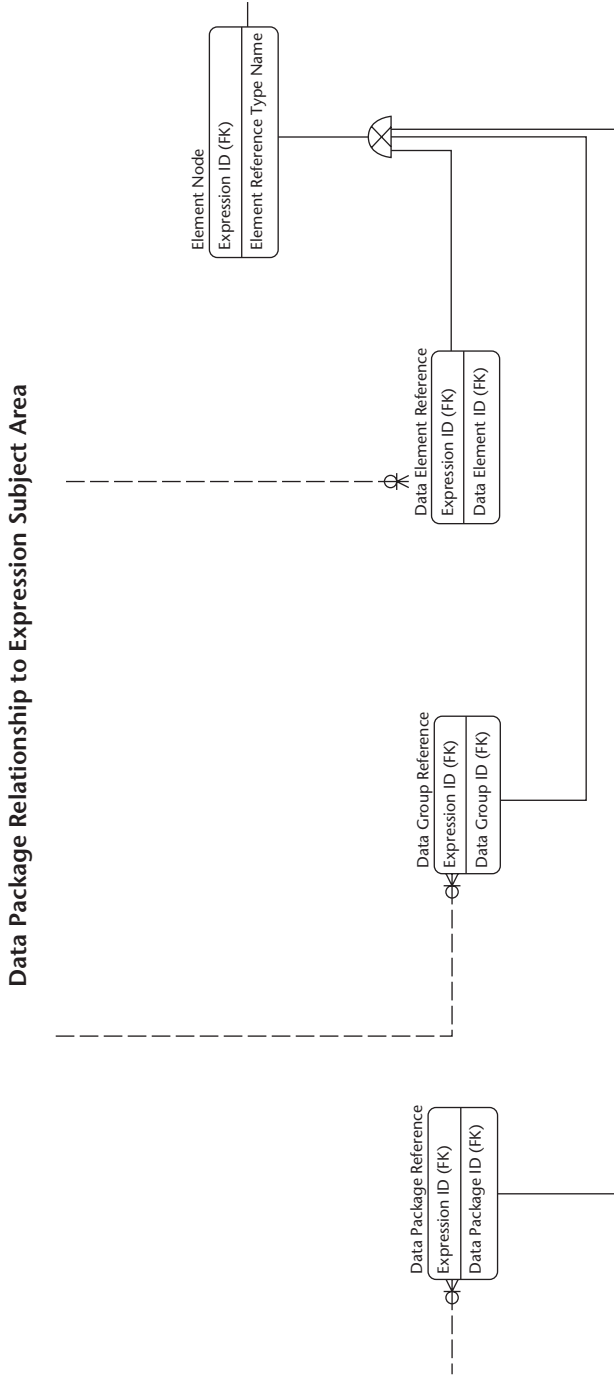 Data Package Relationship to Expression Subject Area
Element Node
Expression ID (FK)
Element Reference Type Name
Data Element Reference
Expression ID (FK)
Data Element ID (FK)
Data Group Reference
Expression ID (FK)
Data Group ID (FK)
Data Package Reference
Expression ID (FK)
Data Package ID (FK)